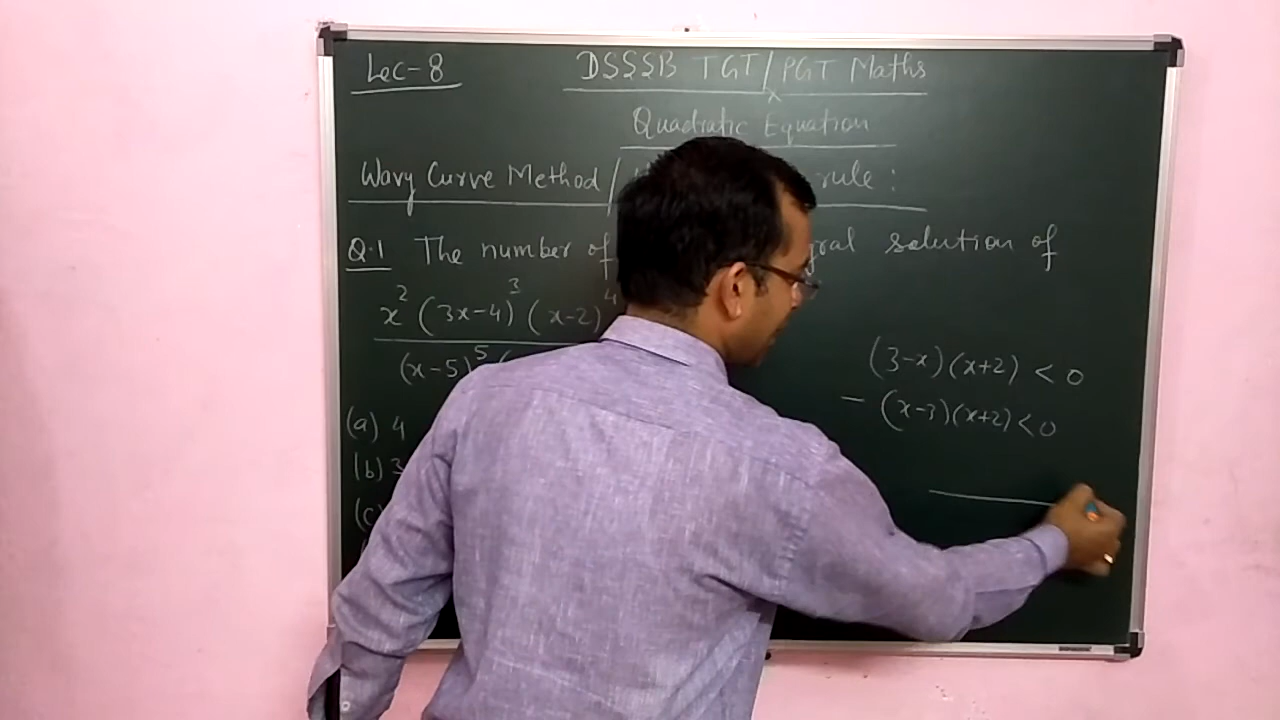 Lec-8
DSSSB TGT/PGT Maths
Quadratic Equation
Wavy Curve Method/ rule :
Q.1 The number of solution of
x² (3x-4)³ (x-2)⁴
(x-5)⁵ (
(a) 4
(b) 3
(c)
(3-x)(x+2) < 0
- (x-3)(x+2) < 0